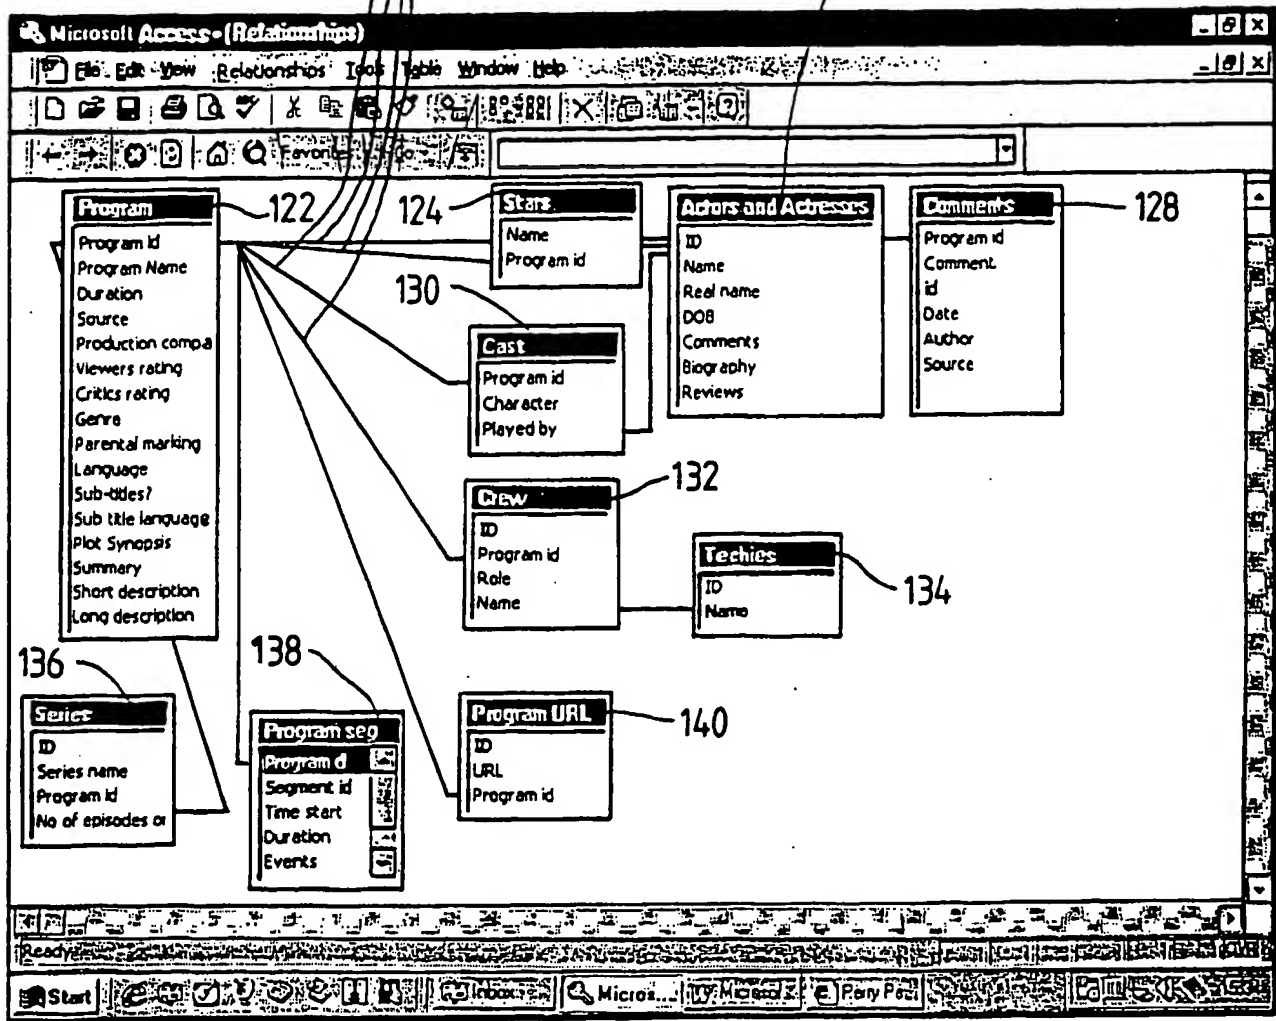 Microsoft Access - (Relationships)
File Edit View Relationships Tools Table Window Help
Favorites Go
Program
Program id
Program Name
Duration
Source
Production compa
Viewers rating
Critics rating
Genre
Parental marking
Language
Sub-titles?
Sub title language
Plot Synopsis
Summary
Short description
Long description
122
124
Stars
Name
Program id
Actors and Actresses
ID
Name
Real name
DOB
Comments
Biography
Reviews
Comments
Program id
Comment
id
Date
Author
Source
128
130
Cast
Program id
Character
Played by
Crew
ID
Program id
Role
Name
132
Techies
ID
Name
134
136
Series
ID
Series name
Program id
No of episodes or
138
Program seg
Program d
Segment id
Time start
Duration
Events
Program URL
ID
URL
Program id
140
Ready
Start
Inbox
Micros...